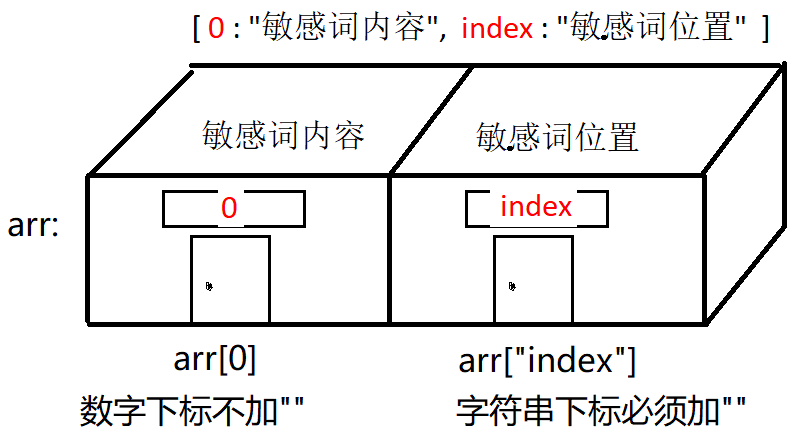 [ 0 : "敏感词内容", index : "敏感词位置" ]
敏感词内容 敏感词位置
0 index
arr:
arr[0] arr["index"]
数字下标不加"" 字符串下标必须加""